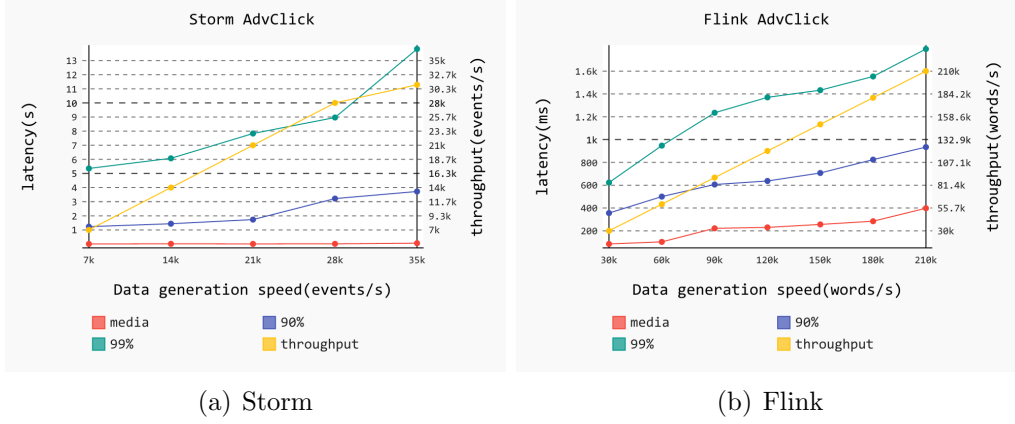 Storm AdvClick
latency(s)
13
12
11
10
9
8
7
6
5
4
3
2
1
35k
32.7k
30.3k
28k
25.7k
23.3k
21k
18.7k
16.3k
14k
11.7k
9.3k
7k
throughput(events/s)
7k 14k 21k 28k 35k
Data generation speed(events/s)
media 90%
99% throughput
(a) Storm
Flink AdvClick
latency(ms)
1.6k
1.4k
1.2k
1k
800
600
400
200
210k
184.2k
158.6k
132.9k
107.1k
81.4k
55.7k
30k
throughput(words/s)
30k 60k 90k 120k 150k 180k 210k
Data generation speed(words/s)
media 90%
99% throughput
(b) Flink